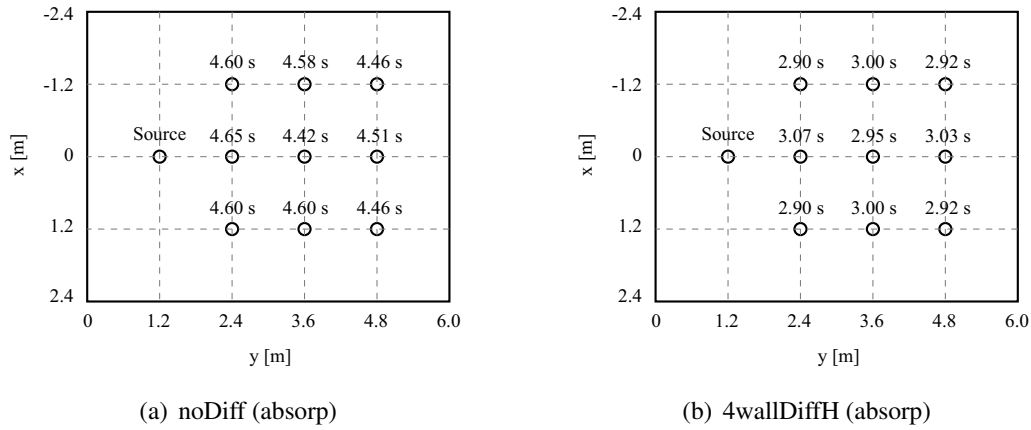 -2.4
4.60 s 4.58 s 4.46 s
-1.2
Source 4.65 s 4.42 s 4.51 s
x [m]
0
4.60 s 4.60 s 4.46 s
1.2
2.4
0 1.2 2.4 3.6 4.8 6.0
y [m]
(a) noDiff (absorp)
-2.4
2.90 s 3.00 s 2.92 s
-1.2
Source 3.07 s 2.95 s 3.03 s
x [m]
0
2.90 s 3.00 s 2.92 s
1.2
2.4
0 1.2 2.4 3.6 4.8 6.0
y [m]
(b) 4wallDiffH (absorp)